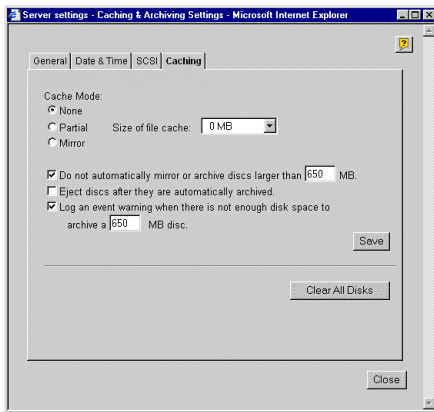 Server settings - Caching & Archiving Settings - Microsoft Internet Explorer
?
General Date & Time SCSI Caching
Cache Mode:
None
Partial Size of file cache: 0 MB
Mirror
Do not automatically mirror or archive discs larger than 650 MB.
Eject discs after they are automatically archived.
Log an event warning when there is not enough disk space to
archive a 650 MB disc.
Save
Clear All Disks
Close